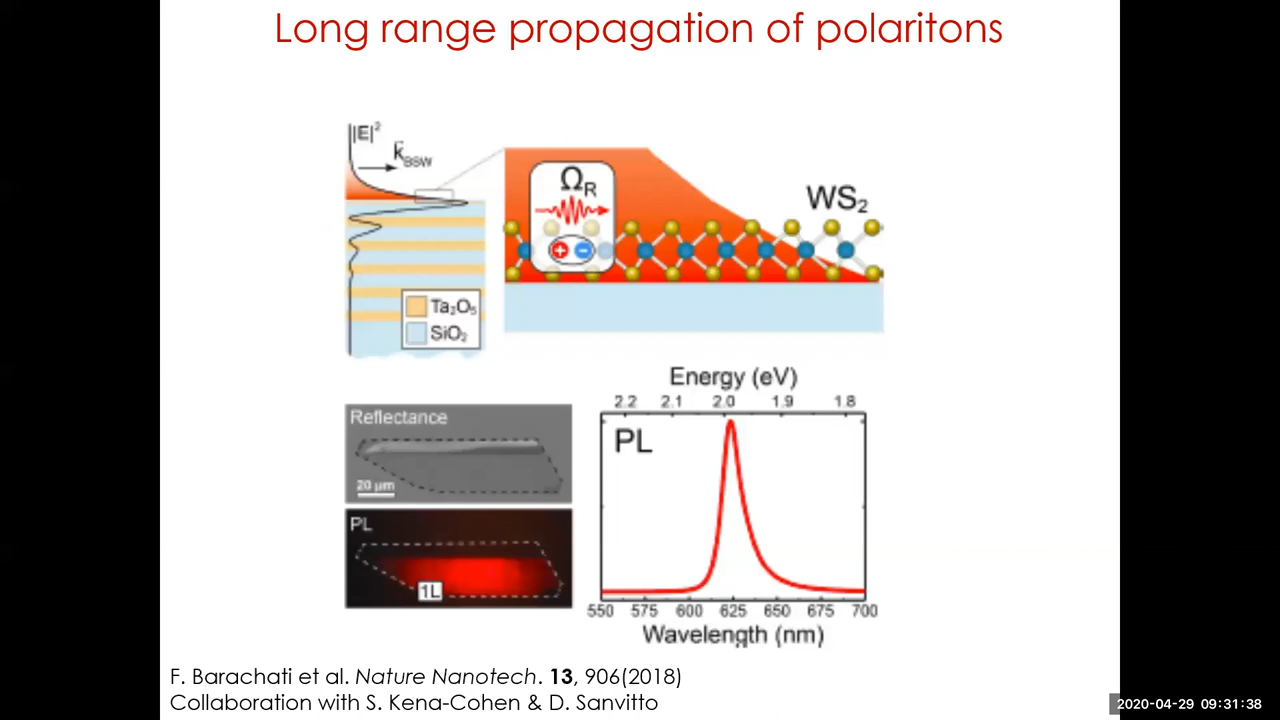 Long range propagation of polaritons
|E|²
k⃗BSW
ΩR
WS₂
+ −
Ta₂O₅
SiO₂
Energy (eV)
2.2 2.1 2.0 1.9 1.8
Reflectance
20 μm
PL
PL
1L
550 575 600 625 650 675 700
Wavelength (nm)
F. Barachati et al. Nature Nanotech. 13, 906(2018)
Collaboration with S. Kena-Cohen & D. Sanvitto
2020-04-29 09:31:38